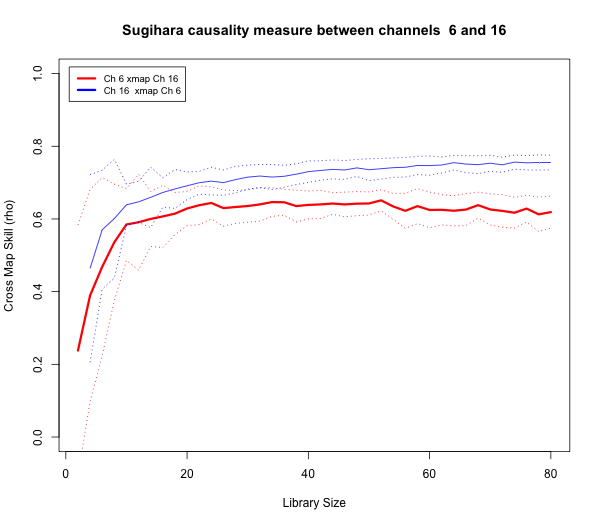 Sugihara causality measure between channels  6 and 16
Ch 6 xmap Ch 16
Ch 16  xmap Ch 6
Cross Map Skill (rho)
1.0
0.8
0.6
0.4
0.2
0.0
0 20 40 60 80
Library Size